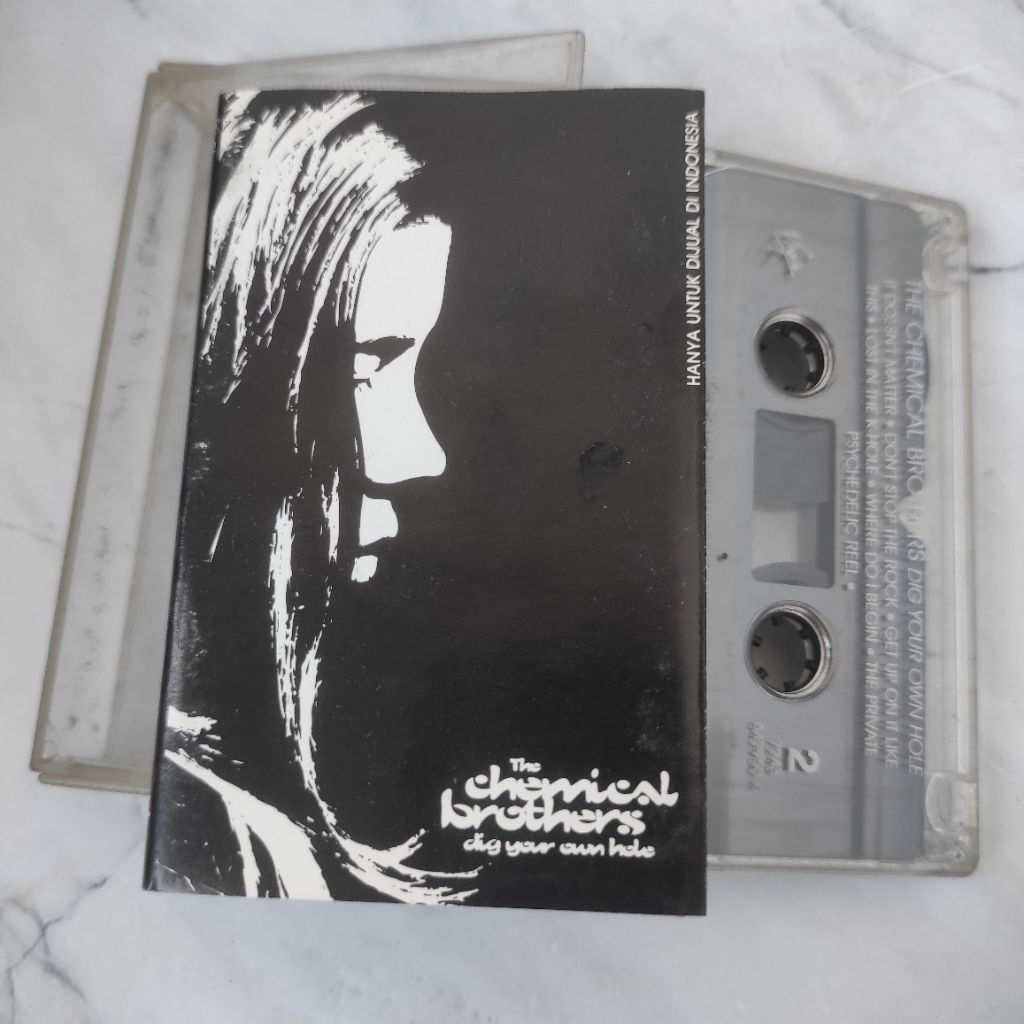 HANYA UNTUK DIJUAL DI INDONESIA
The
chemical
brothers
dig your own hole
THE CHEMICAL BROTHERS DIG YOUR OWN HOLE
IT DOESN'T MATTER • DON'T STOP THE ROCK • GET UP ON IT LIKE
THIS • LOST IN THE K-HOLE • WHERE DO I BEGIN • THE PRIVATE
PSYCHEDELIC REEL •
2